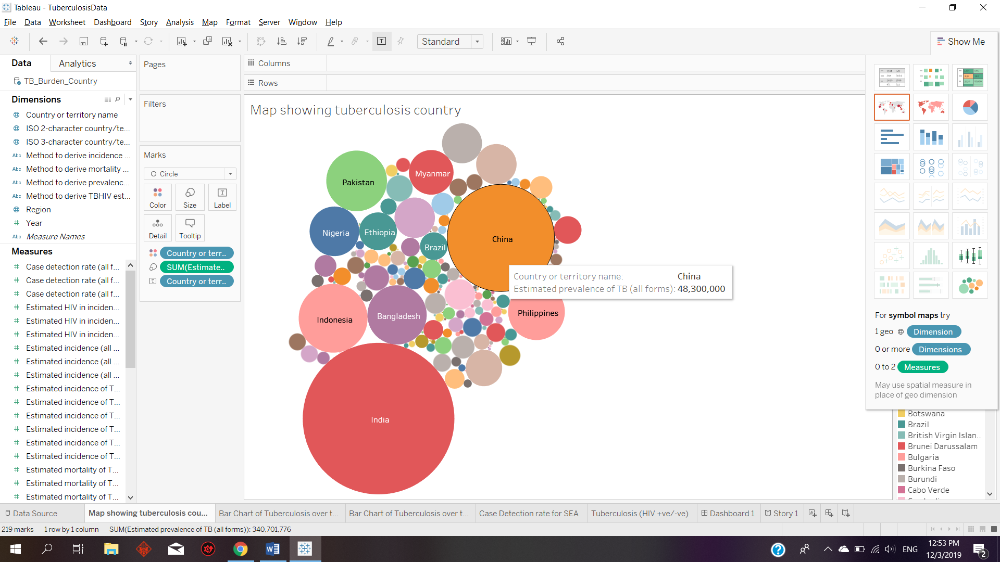 Tableau - TuberculosisData
File Data Worksheet Dashboard Story Analysis Map Format Server Window Help
Standard
Show Me
Data Analytics
TB_Burden_Country
Dimensions
Country or territory name
ISO 2-character country/te...
ISO 3-character country/te...
Abc Method to derive incidence ...
Abc Method to derive mortality ...
Abc Method to derive prevalenc...
Abc Method to derive TBHIV est...
Region
# Year
Abc Measure Names
Measures
# Case detection rate (all f...
# Case detection rate (all f...
# Case detection rate (all f...
# Estimated HIV in inciden...
# Estimated HIV in inciden...
# Estimated HIV in inciden...
# Estimated incidence (all ...
# Estimated incidence (all ...
# Estimated incidence (all ...
# Estimated incidence of T...
# Estimated incidence of T...
# Estimated incidence of T...
# Estimated incidence of T...
# Estimated incidence of T...
# Estimated incidence of T...
# Estimated mortality of T...
# Estimated mortality of T...
# Estimated mortality of T...
Pages
Filters
Marks
Circle
Color Size Label
Detail Tooltip
Country or terr..
SUM(Estimate..
Country or terr..
Columns
Rows
Map showing tuberculosis country
Myanmar
Pakistan
Nigeria
Ethiopia
Brazil
China
Country or territory name: China
Estimated prevalence of TB (all forms): 48,300,000
Indonesia
Bangladesh
Philippines
India
For symbol maps try
1 geo Dimension
0 or more Dimensions
0 to 2 Measures
May use spatial measure in
place of geo dimension
Botswana
Brazil
British Virgin Islan..
Brunei Darussalam
Bulgaria
Burkina Faso
Burundi
Cabo Verde
Data Source
Map showing tuberculosis cou...
Bar Chart of Tuberculosis over t...
Bar Chart of Tuberculosis over t...
Case Detection rate for SEA
Tuberculosis (HIV +ve/-ve)
Dashboard 1
Story 1
219 marks 1 row by 1 column SUM(Estimated prevalence of TB (all forms)): 340,701,776
ENG
12:53 PM
12/3/2019
2